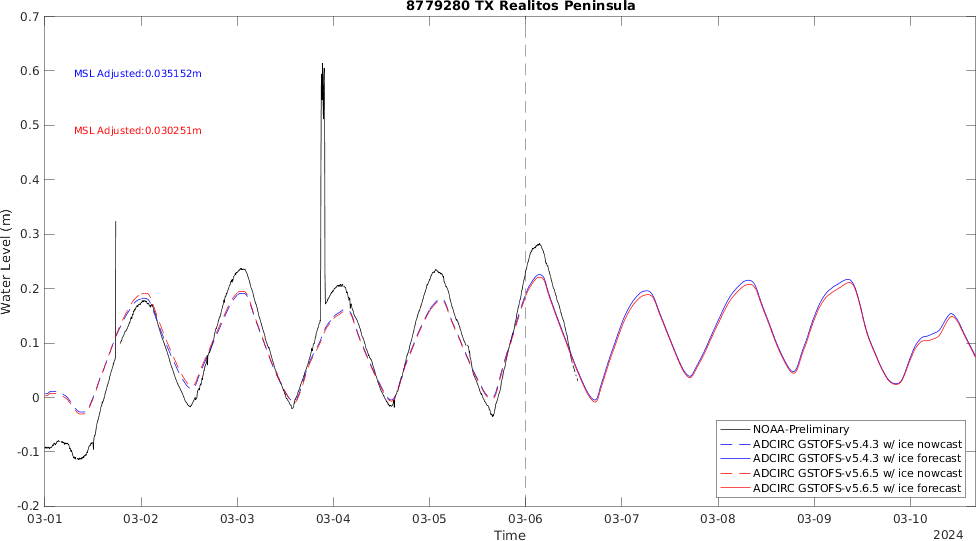 8779280 TX Realitos Peninsula
0.7
0.6
0.5
0.4
0.3
0.2
0.1
0
-0.1
-0.2
Water Level (m)
MSL Adjusted:0.035152m
MSL Adjusted:0.030251m
NOAA-Preliminary
ADCIRC GSTOFS-v5.4.3 w/ ice nowcast
ADCIRC GSTOFS-v5.4.3 w/ ice forecast
ADCIRC GSTOFS-v5.6.5 w/ ice nowcast
ADCIRC GSTOFS-v5.6.5 w/ ice forecast
03-01 03-02 03-03 03-04 03-05 03-06 03-07 03-08 03-09 03-10
Time
2024